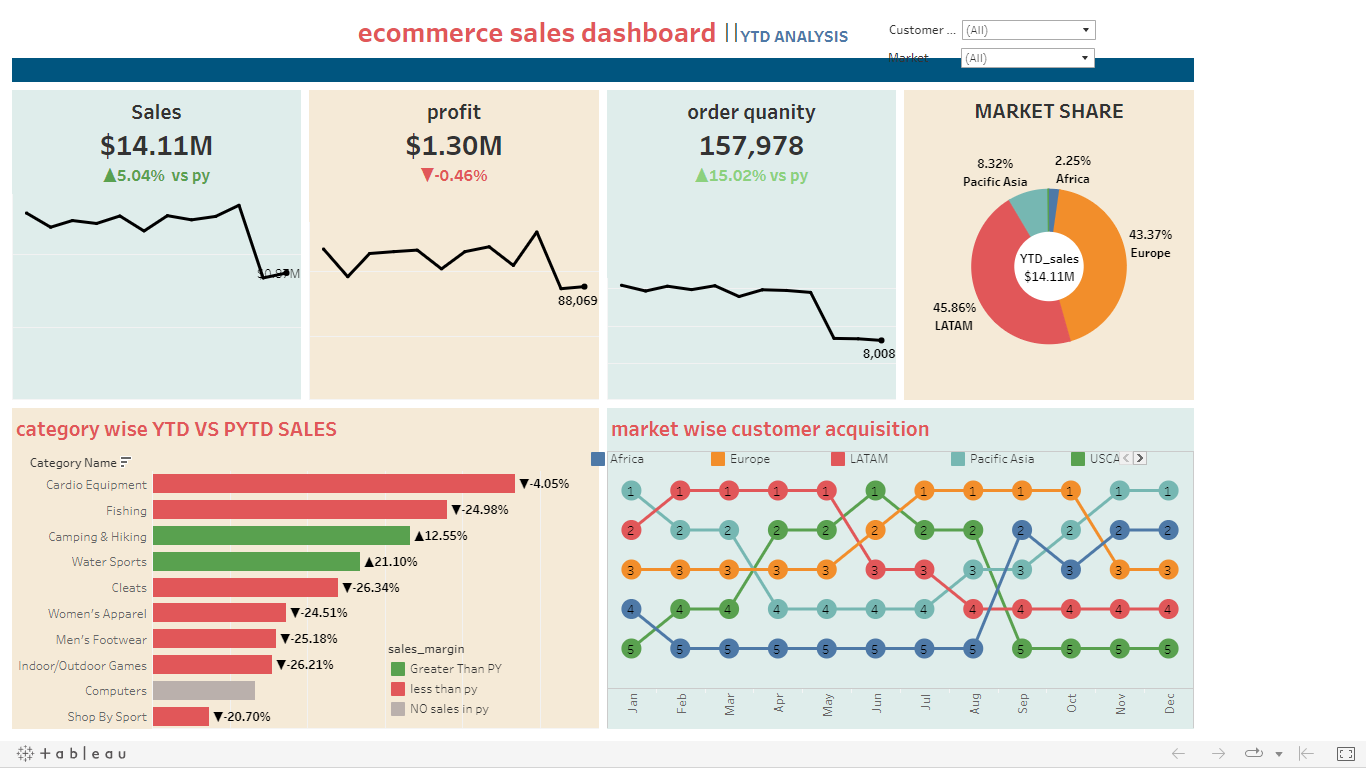 ecommerce sales dashboard || YTD ANALYSIS
Customer ... (All)
Market (All)
Sales
$14.11M
▲5.04% vs py
$0.87M
profit
$1.30M
▼-0.46%
88,069
order quanity
157,978
▲15.02% vs py
8,008
MARKET SHARE
8.32%
Pacific Asia
2.25%
Africa
43.37%
Europe
YTD_sales
$14.11M
45.86%
LATAM
category wise YTD VS PYTD SALES
Category Name
Cardio Equipment ▼-4.05%
Fishing ▼-24.98%
Camping & Hiking ▲12.55%
Water Sports ▲21.10%
Cleats ▼-26.34%
Women's Apparel ▼-24.51%
Men's Footwear ▼-25.18%
Indoor/Outdoor Games ▼-26.21%
Computers
Shop By Sport ▼-20.70%
sales_margin
Greater Than PY
less than py
NO sales in py
market wise customer acquisition
Africa Europe LATAM Pacific Asia USCA
1 1 1 1 1 1 1 1 1 1 1 1
2 2 2 2 2 2 2 2 2 2 2 2
3 3 3 3 3 3 3 3 3 3 3 3
4 4 4 4 4 4 4 4 4 4 4 4
5 5 5 5 5 5 5 5 5 5 5 5
Jan Feb Mar Apr May Jun Jul Aug Sep Oct Nov Dec
+ableau